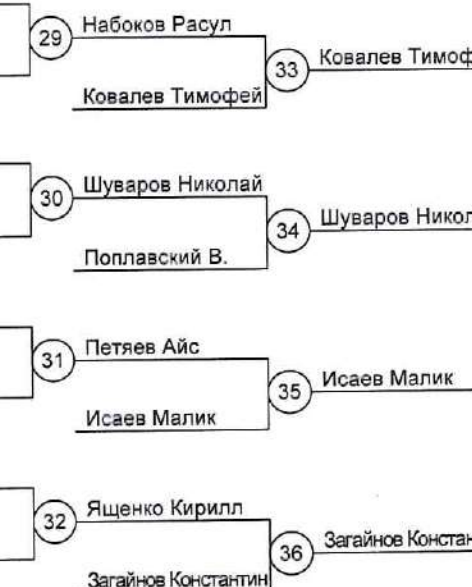 29
Набоков Расул
33
Ковалев Тимоф
Ковалев Тимофей
30
Шуваров Николай
34
Шуваров Никол
Поплавский В.
31
Петяев Айс
35
Исаев Малик
Исаев Малик
32
Ященко Кирилл
36
Загайнов Констан
Загайнов Константин